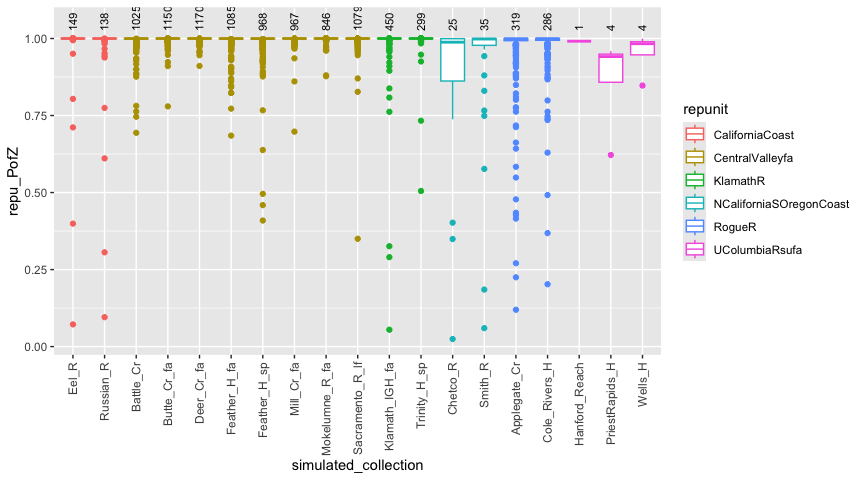 149 138 1025 1150 1170 1085 968 967 846 1079 450 299 25 35 319 286 1 4 4
1.00
0.75
0.50
0.25
0.00
repu_PofZ
Eel_R
Russian_R
Battle_Cr
Butte_Cr_fa
Deer_Cr_fa
Feather_H_fa
Feather_H_sp
Mill_Cr_fa
Mokelumne_R_fa
Sacramento_R_lf
Klamath_IGH_fa
Trinity_H_sp
Chetco_R
Smith_R
Applegate_Cr
Cole_Rivers_H
Hanford_Reach
PriestRapids_H
Wells_H
simulated_collection
repunit
CaliforniaCoast
CentralValleyfa
KlamathR
NCaliforniaSOregonCoast
RogueR
UColumbiaRsufa